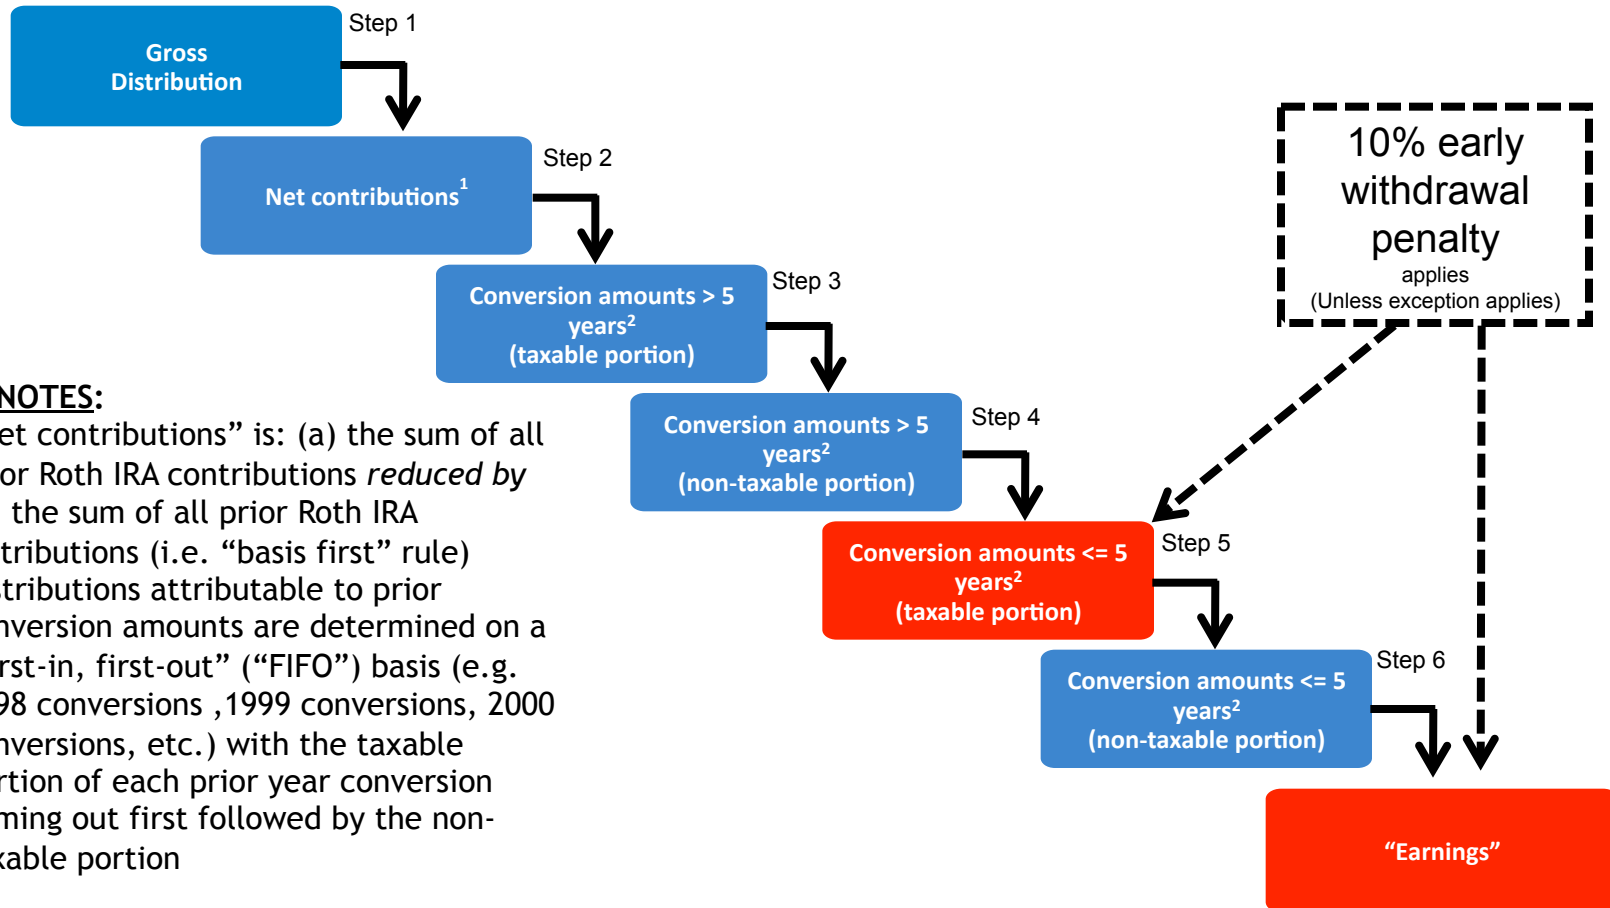 Gross
Distribution
Step 1
Net contributions1
Step 2
Conversion amounts > 5
years2
(taxable portion)
Step 3
Conversion amounts > 5
years2
(non-taxable portion)
Step 4
Conversion amounts <= 5
years2
(taxable portion)
Step 5
Conversion amounts <= 5
years2
(non-taxable portion)
Step 6
“Earnings”
10% early
withdrawal
penalty
applies
(Unless exception applies)
NOTES:
et contributions” is: (a) the sum of all
or Roth IRA contributions reduced by
the sum of all prior Roth IRA
tributions (i.e. “basis first” rule)
stributions attributable to prior
nversion amounts are determined on a
rst-in, first-out” (“FIFO”) basis (e.g.
98 conversions ,1999 conversions, 2000
nversions, etc.) with the taxable
rtion of each prior year conversion
ming out first followed by the non-
xable portion